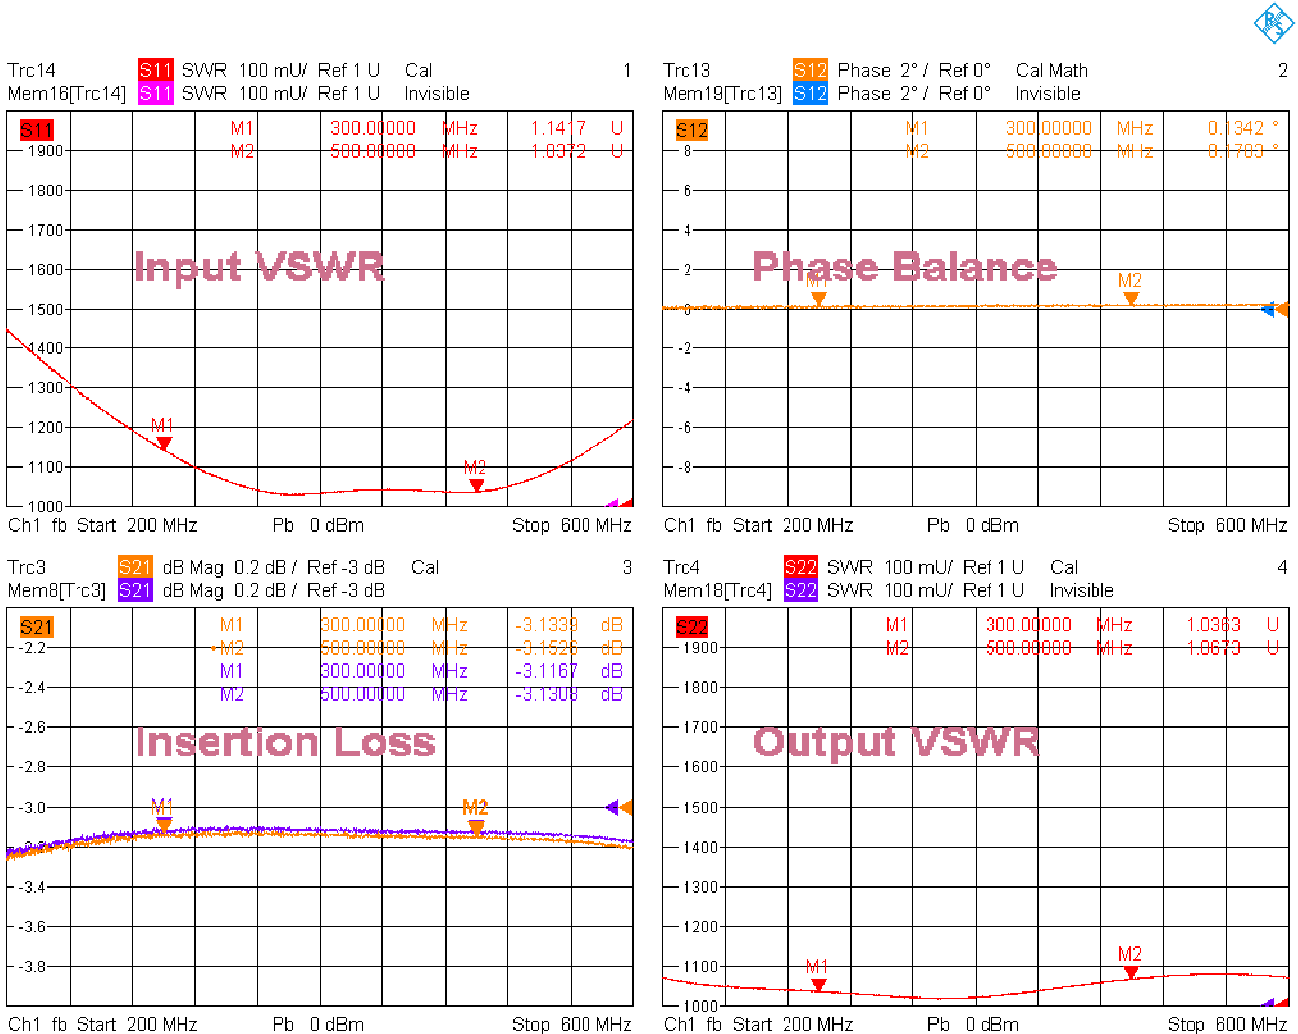 R&S
Trc14 S11 SWR 100 mU/ Ref 1 U Cal 1
Mem16[Trc14] S11 SWR 100 mU/ Ref 1 U Invisible
S11 M1 300.00000 MHz 1.1417 U
M2 500.00000 MHz 1.0372 U
1900
1800
1700
1600
Input VSWR
1500
1400
1300
1200
M1
1100
M2
1000
Ch1 fb Start 200 MHz Pb 0 dBm Stop 600 MHz
Trc13 S12 Phase 2° / Ref 0° Cal Math 2
Mem19[Trc13] S12 Phase 2° / Ref 0° Invisible
S12 M1 300.00000 MHz 0.1342 °
M2 500.00000 MHz 0.1703 °
8
6
4
2
Phase Balance
M1 M2
0
-2
-4
-6
-8
Ch1 fb Start 200 MHz Pb 0 dBm Stop 600 MHz
Trc3 S21 dB Mag 0.2 dB / Ref -3 dB Cal 3
Mem8[Trc3] S21 dB Mag 0.2 dB / Ref -3 dB
S21 M1 300.00000 MHz -3.1339 dB
•M2 500.00000 MHz -3.1526 dB
M1 300.00000 MHz -3.1167 dB
M2 500.00000 MHz -3.1308 dB
-2.2
-2.4
-2.6
Insertion Loss
-2.8
-3.0
M1 M2
-3.4
-3.6
-3.8
Ch1 fb Start 200 MHz Pb 0 dBm Stop 600 MHz
Trc4 S22 SWR 100 mU/ Ref 1 U Cal 4
Mem18[Trc4] S22 SWR 100 mU/ Ref 1 U Invisible
S22 M1 300.00000 MHz 1.0363 U
M2 500.00000 MHz 1.0673 U
1900
1800
1700
Output VSWR
1600
1500
1400
1300
1200
1100
M1 M2
1000
Ch1 fb Start 200 MHz Pb 0 dBm Stop 600 MHz